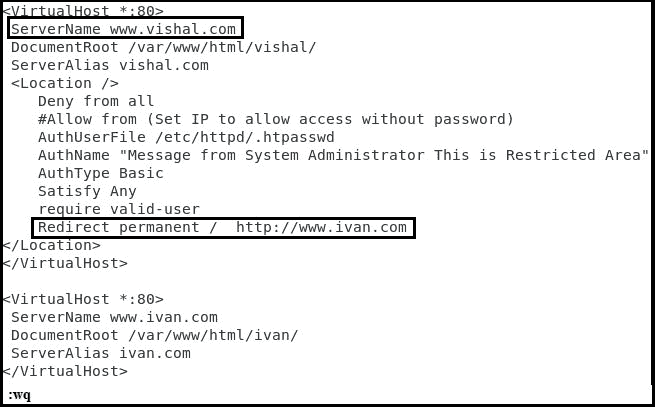 <VirtualHost *:80>
ServerName www.vishal.com
DocumentRoot /var/www/html/vishal/
ServerAlias vishal.com
<Location />
Deny from all
#Allow from (Set IP to allow access without password)
AuthUserFile /etc/httpd/.htpasswd
AuthName "Message from System Administrator This is Restricted Area"
AuthType Basic
Satisfy Any
require valid-user
Redirect permanent /  http://www.ivan.com
</Location>
</VirtualHost>
<VirtualHost *:80>
ServerName www.ivan.com
DocumentRoot /var/www/html/ivan/
ServerAlias ivan.com
</VirtualHost>
:wq